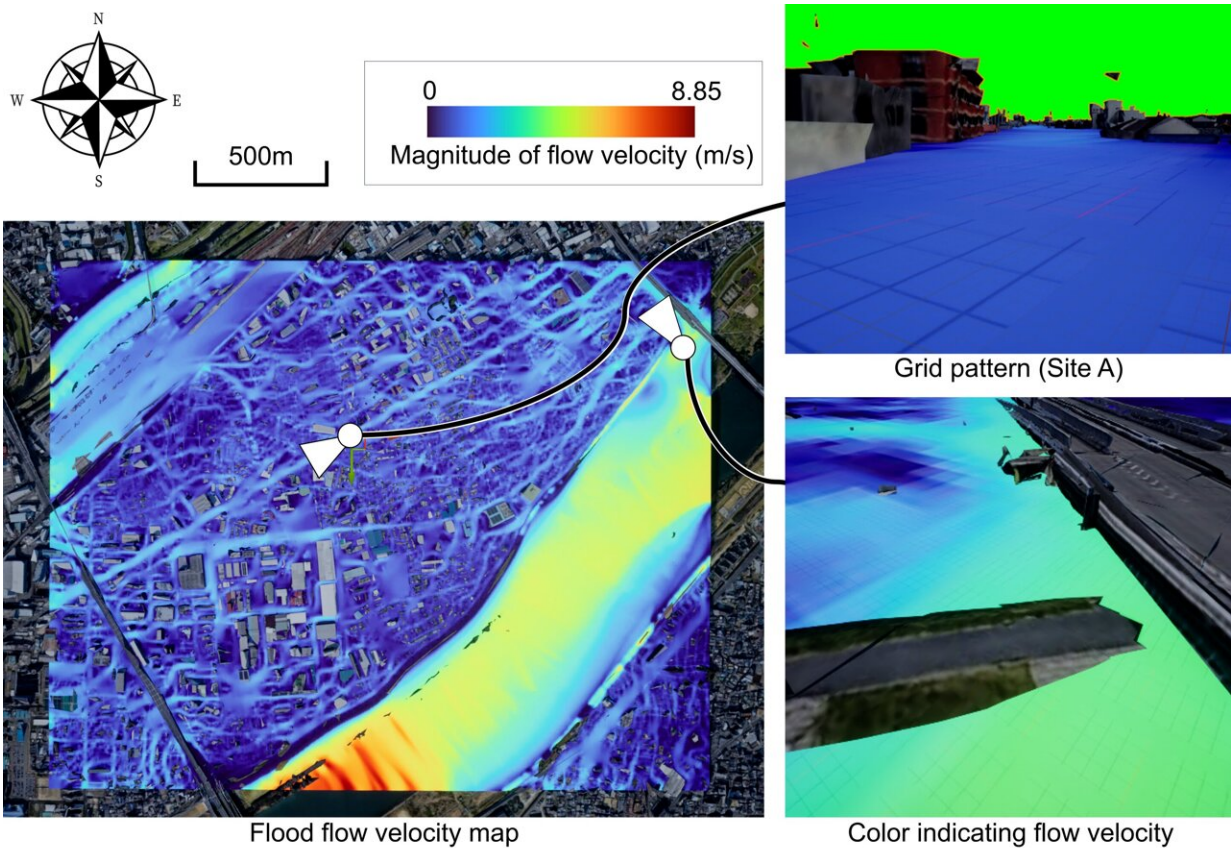 N
W E
S
500m
0 8.85
Magnitude of flow velocity (m/s)
Grid pattern (Site A)
Flood flow velocity map
Color indicating flow velocity